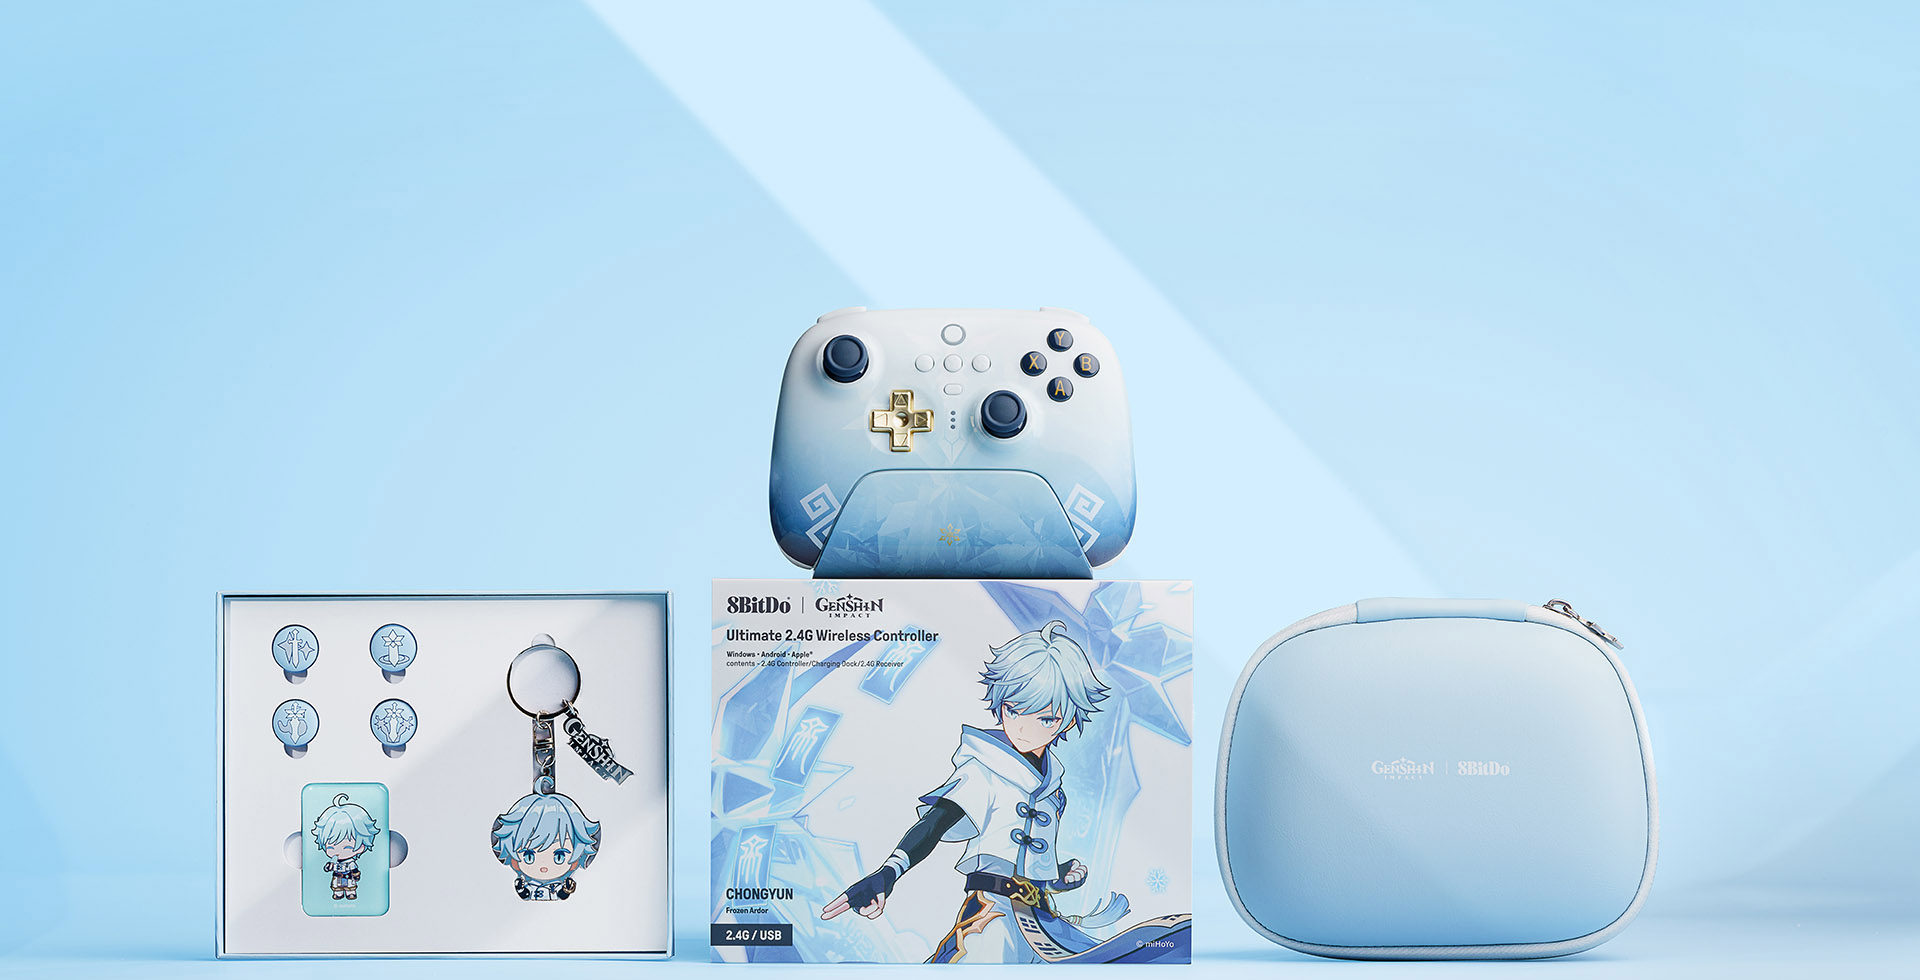 Y
X
B
A
8BitDo® | GENSHIN
IMPACT
Ultimate 2.4G Wireless Controller
Windows • Android • Apple®
contents - 2.4G Controller/Charging Dock/2.4G Receiver
GENSHIN
IMPACT
CHONGYUN
Frozen Ardor
2.4G / USB
© miHoYo
GENSHIN | 8BitDo
IMPACT